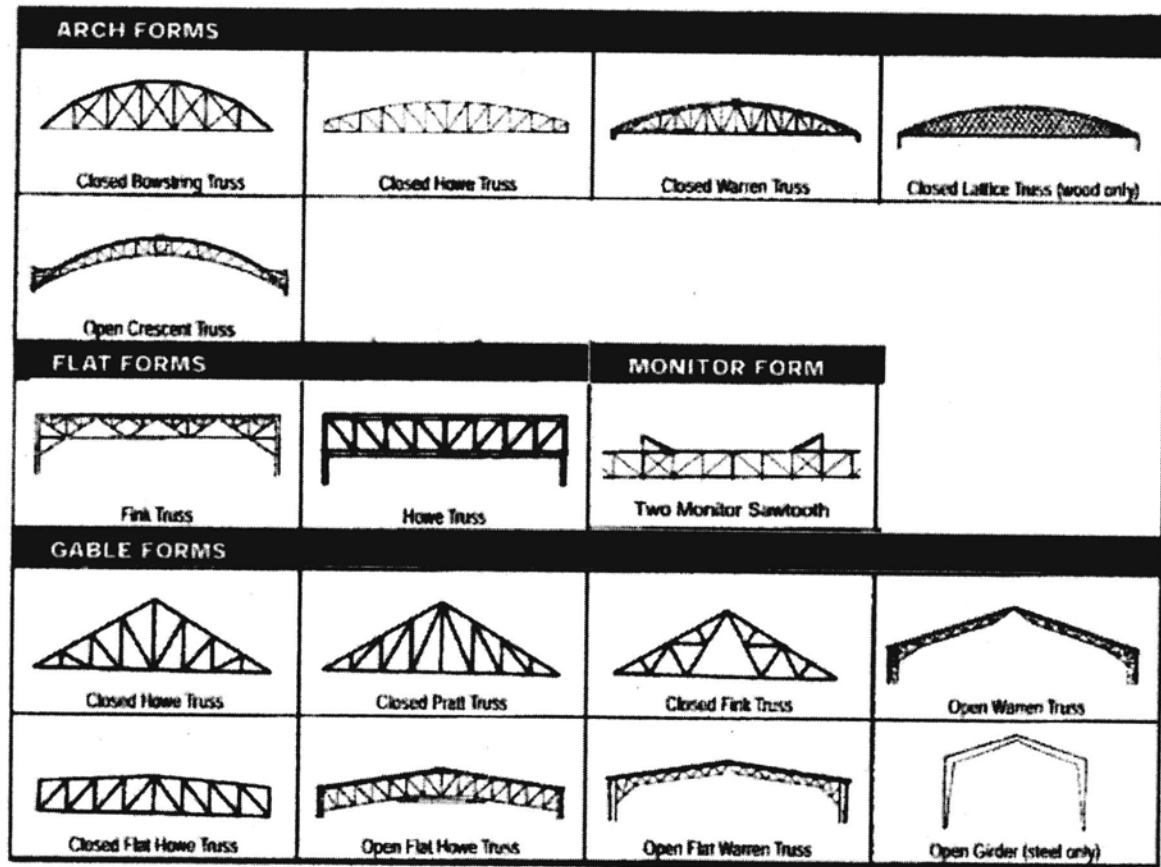 ARCH FORMS
Closed Bowstring Truss
Closed Howe Truss
Closed Warren Truss
Closed Lattice Truss (wood only)
Open Crescent Truss
FLAT FORMS
MONITOR FORM
Fink Truss
Howe Truss
Two Monitor Sawtooth
GABLE FORMS
Closed Howe Truss
Closed Pratt Truss
Closed Fink Truss
Open Warren Truss
Closed Flat Howe Truss
Open Flat Howe Truss
Open Flat Warren Truss
Open Girder (steel only)